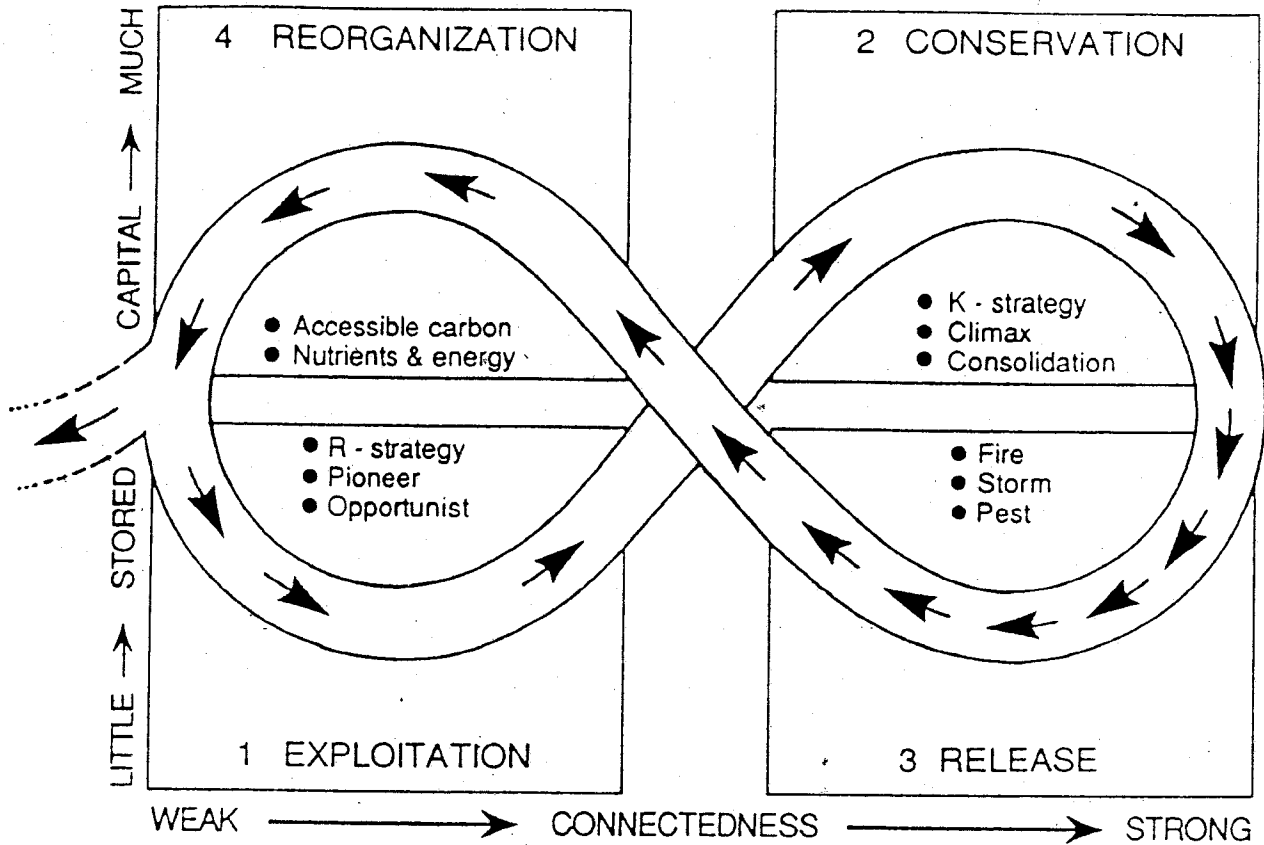 4 REORGANIZATION
2 CONSERVATION
LITTLE → STORED CAPITAL → MUCH
● Accessible carbon
● Nutrients & energy
● K - strategy
● Climax
● Consolidation
● R - strategy
● Pioneer
● Opportunist
● Fire
● Storm
● Pest
1 EXPLOITATION
3 RELEASE
WEAK → CONNECTEDNESS → STRONG